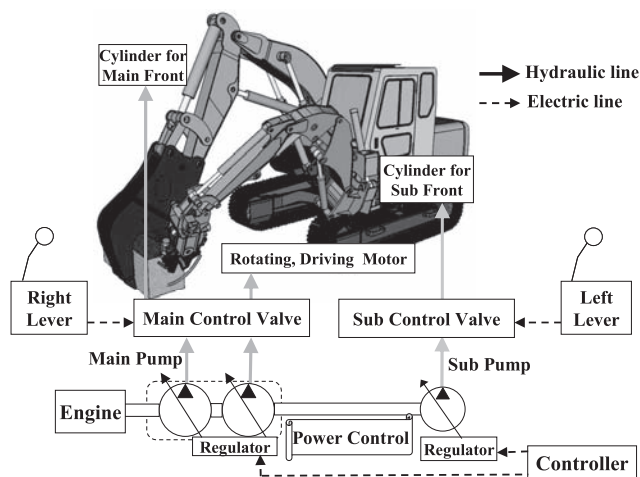 Cylinder for
Main Front
Hydraulic line
Electric line
Cylinder for
Sub Front
Rotating, Driving Motor
Right
Lever
Main Control Valve
Sub Control Valve
Left
Lever
Main Pump
Sub Pump
Engine
Power Control
Regulator
Regulator
Controller